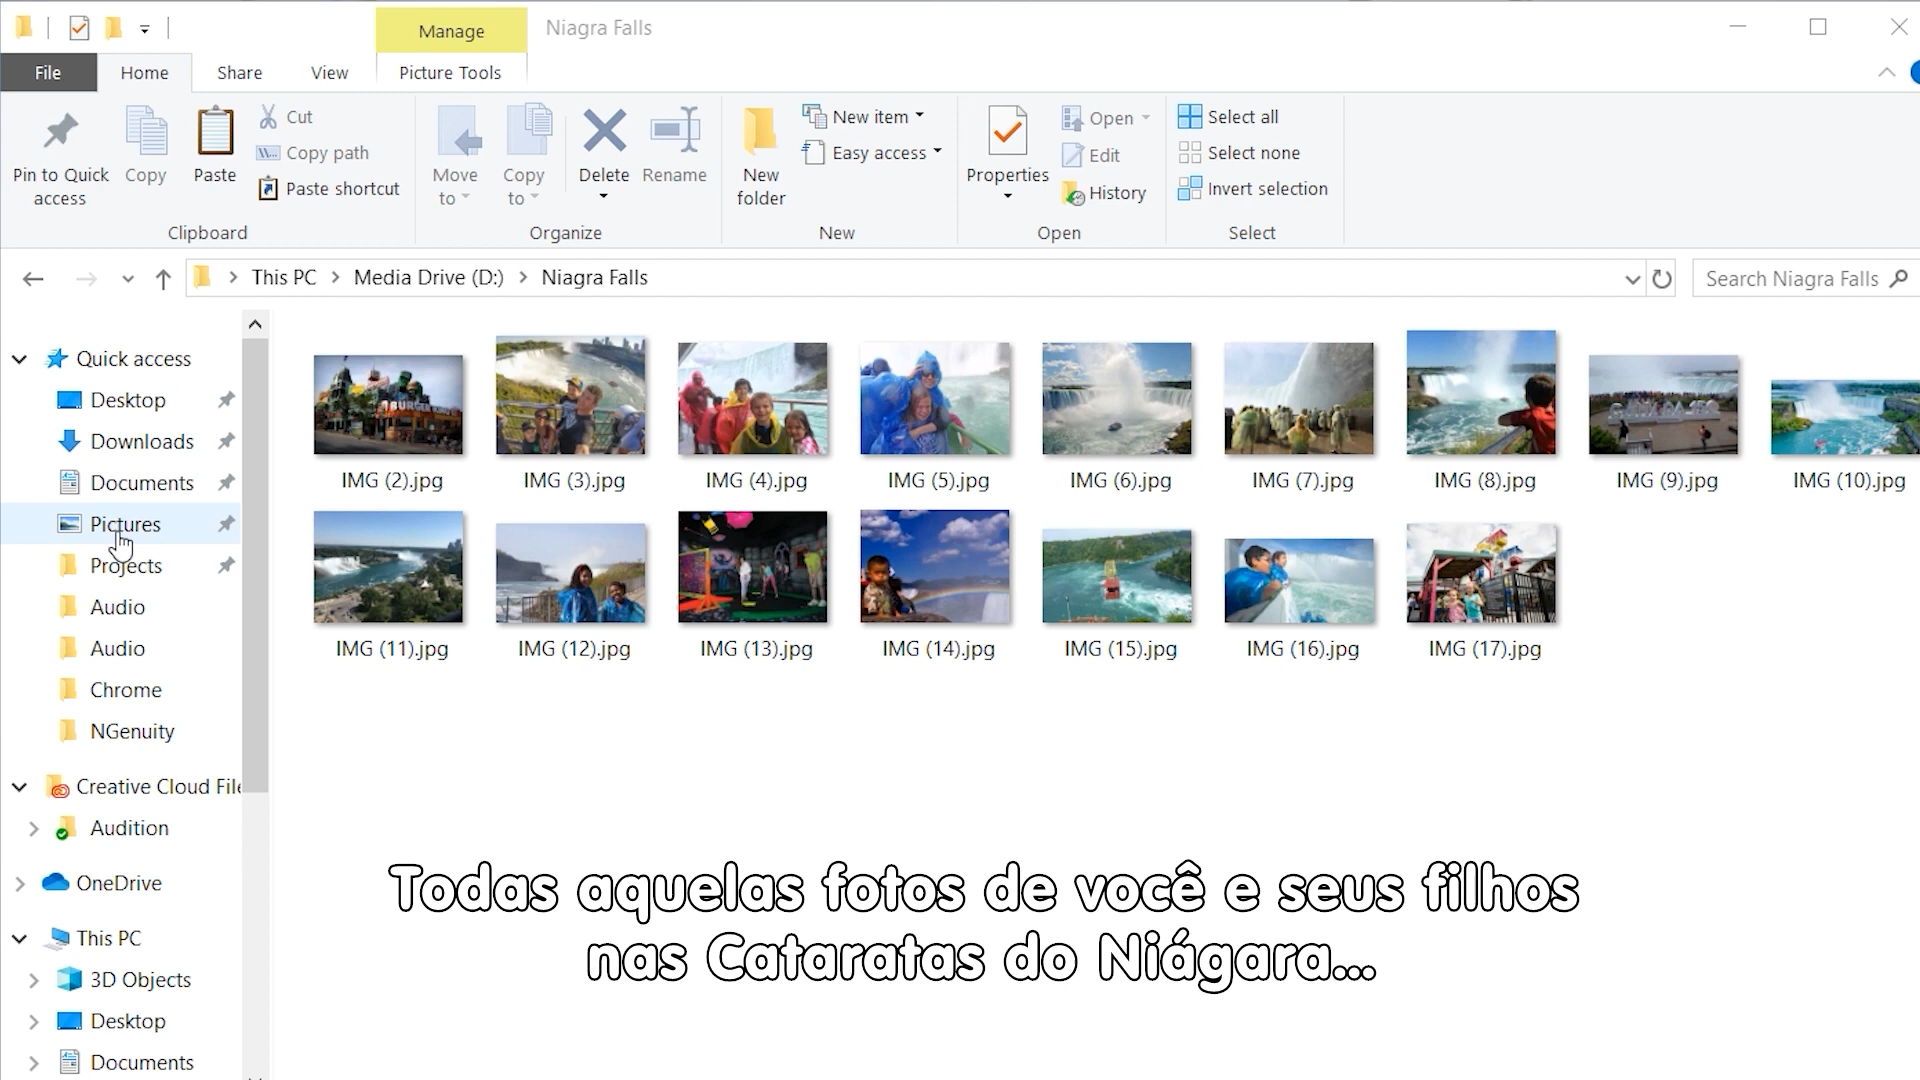 Manage
Niagra Falls
File
Home
Share
View
Picture Tools
Pin to Quick access
Copy
Paste
Cut
Copy path
Paste shortcut
Clipboard
Move to
Copy to
Delete
Rename
Organize
New folder
New item
Easy access
New
Properties
Open
Edit
History
Open
Select all
Select none
Invert selection
Select
This PC
Media Drive (D:)
Niagra Falls
Search Niagra Falls
Quick access
Desktop
Downloads
Documents
Pictures
Projects
Audio
Audio
Chrome
NGenuity
Creative Cloud File
Audition
OneDrive
This PC
3D Objects
Desktop
Documents
BURGER KING
IMG (2).jpg
IMG (3).jpg
IMG (4).jpg
IMG (5).jpg
IMG (6).jpg
IMG (7).jpg
IMG (8).jpg
IMG (9).jpg
IMG (10).jpg
IMG (11).jpg
IMG (12).jpg
IMG (13).jpg
IMG (14).jpg
IMG (15).jpg
IMG (16).jpg
IMG (17).jpg
Todas aquelas fotos de você e seus filhos
nas Cataratas do Niágara...